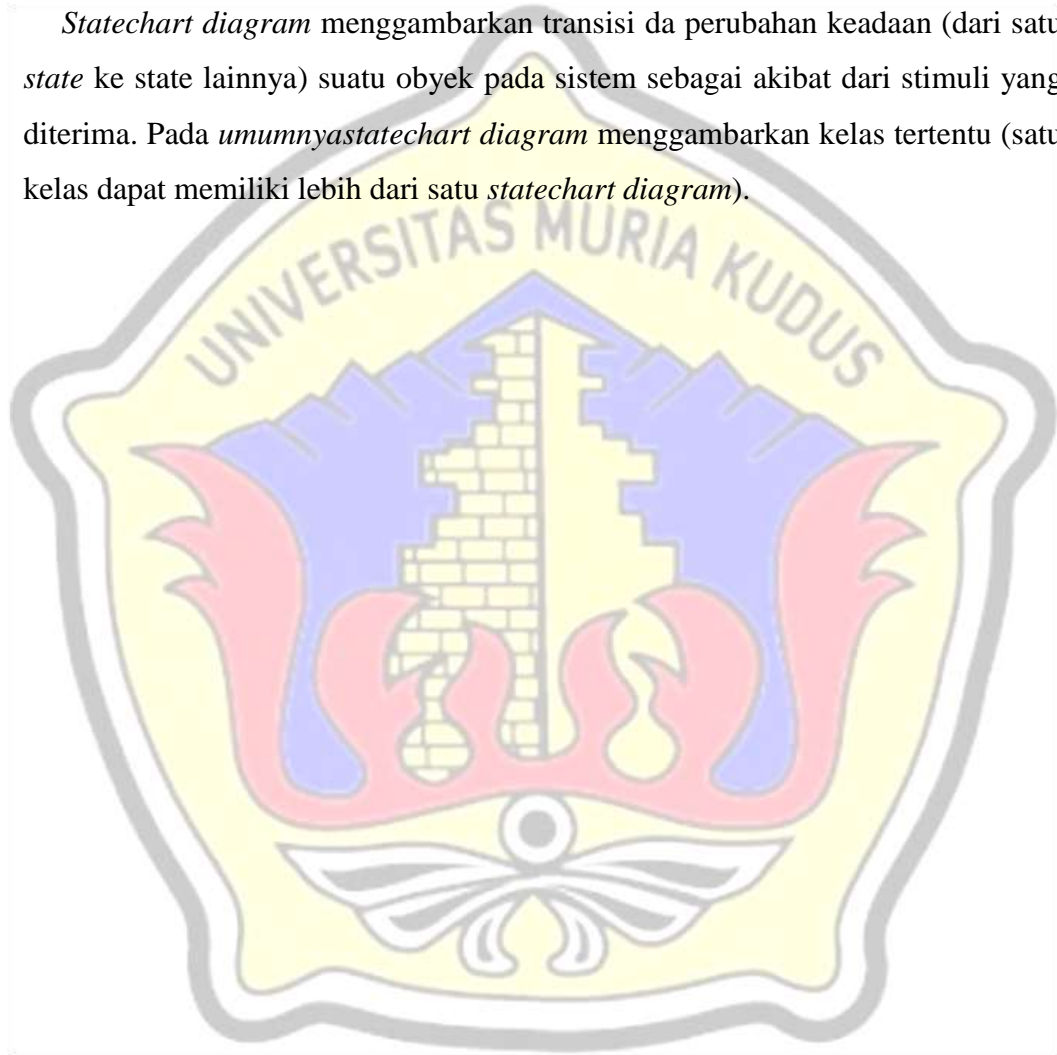 Statechart diagram menggambarkan transisi da perubahan keadaan (dari satu
state ke state lainnya) suatu obyek pada sistem sebagai akibat dari stimuli yang
diterima. Pada umumnyastatechart diagram menggambarkan kelas tertentu (satu
kelas dapat memiliki lebih dari satu statechart diagram).
UNIVERSITAS MURIA KUDUS